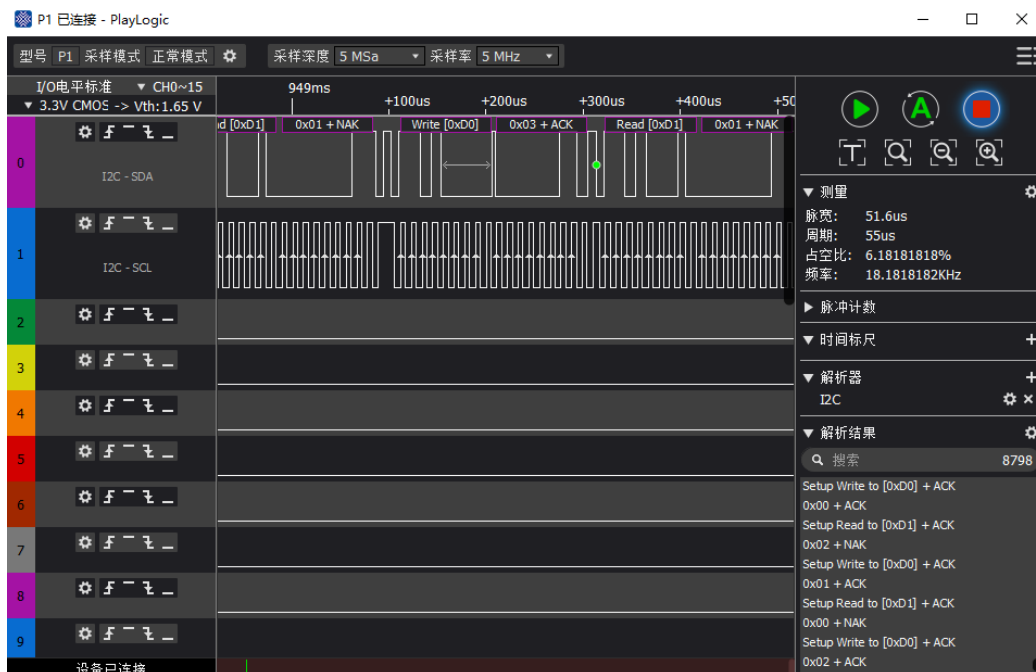 P1 已连接 - PlayLogic
型号 P1 采样模式 正常模式 采样深度 5 MSa 采样率 5 MHz
I/O电平标准 CH0~15
3.3V CMOS -> Vth:1.65 V
949ms
+100us +200us +300us +400us +50
d [0xD1] 0x01 + NAK Write [0xD0] 0x03 + ACK Read [0xD1] 0x01 + NAK
0
I2C - SDA
1
I2C - SCL
2
3
4
5
6
7
8
9
设备已连接
T
A
测量
脉宽: 51.6us
周期: 55us
占空比: 6.18181818%
频率: 18.1818182KHz
脉冲计数
时间标尺
解析器
I2C
解析结果
搜索 8798
Setup Write to [0xD0] + ACK
0x00 + ACK
Setup Read to [0xD1] + ACK
0x02 + NAK
Setup Write to [0xD0] + ACK
0x01 + ACK
Setup Read to [0xD1] + ACK
0x00 + NAK
Setup Write to [0xD0] + ACK
0x02 + ACK